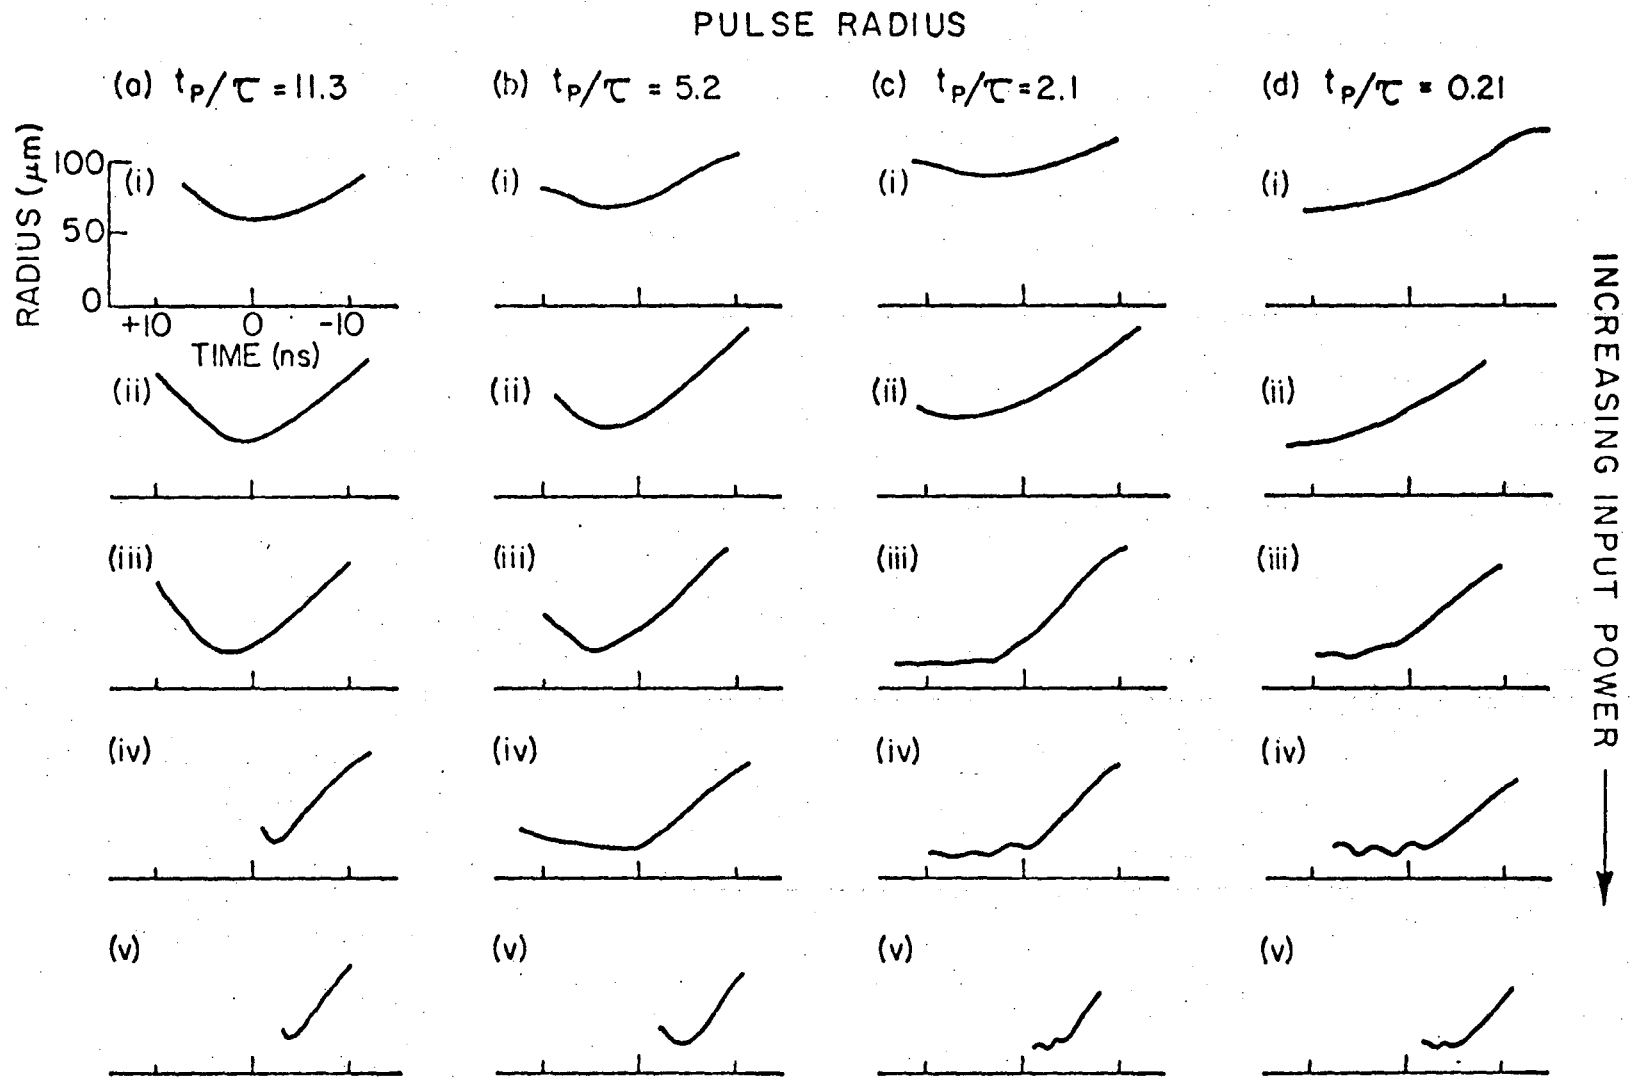 PULSE RADIUS
(a) tp/τ = 11.3
(b) tp/τ = 5.2
(c) tp/τ = 2.1
(d) tp/τ = 0.21
RADIUS (μm)
100
50
0
+10 0 -10
TIME (ns)
(i) (i) (i) (i)
(ii) (ii) (ii) (ii)
(iii) (iii) (iii) (iii)
(iv) (iv) (iv) (iv)
(v) (v) (v) (v)
INCREASING INPUT POWER